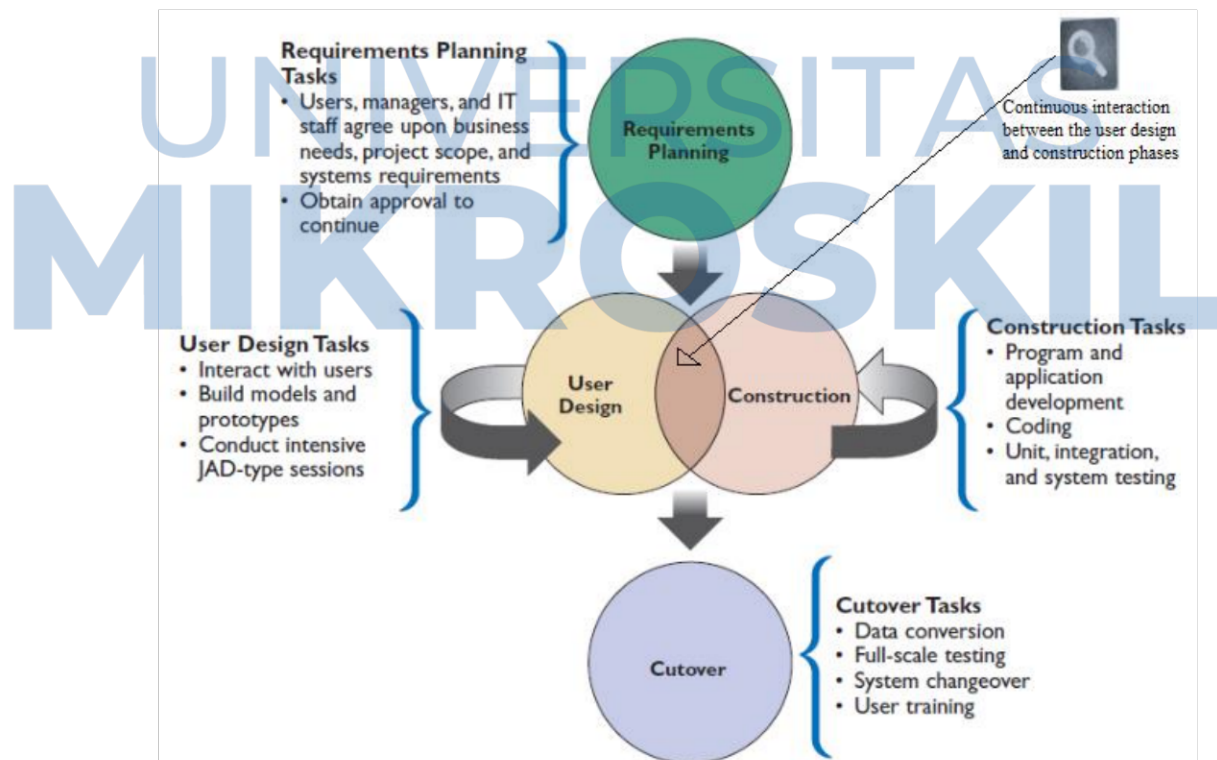 UNIVERSITAS
MIKROSKIL
Requirements Planning
Tasks
• Users, managers, and IT
staff agree upon business
needs, project scope, and
systems requirements
• Obtain approval to
continue
Requirements
Planning
Continuous interaction
between the user design
and construction phases
User Design Tasks
• Interact with users
• Build models and
prototypes
• Conduct intensive
JAD-type sessions
User
Design
Construction
Construction Tasks
• Program and
application
development
• Coding
• Unit, integration,
and system testing
Cutover
Cutover Tasks
• Data conversion
• Full-scale testing
• System changeover
• User training